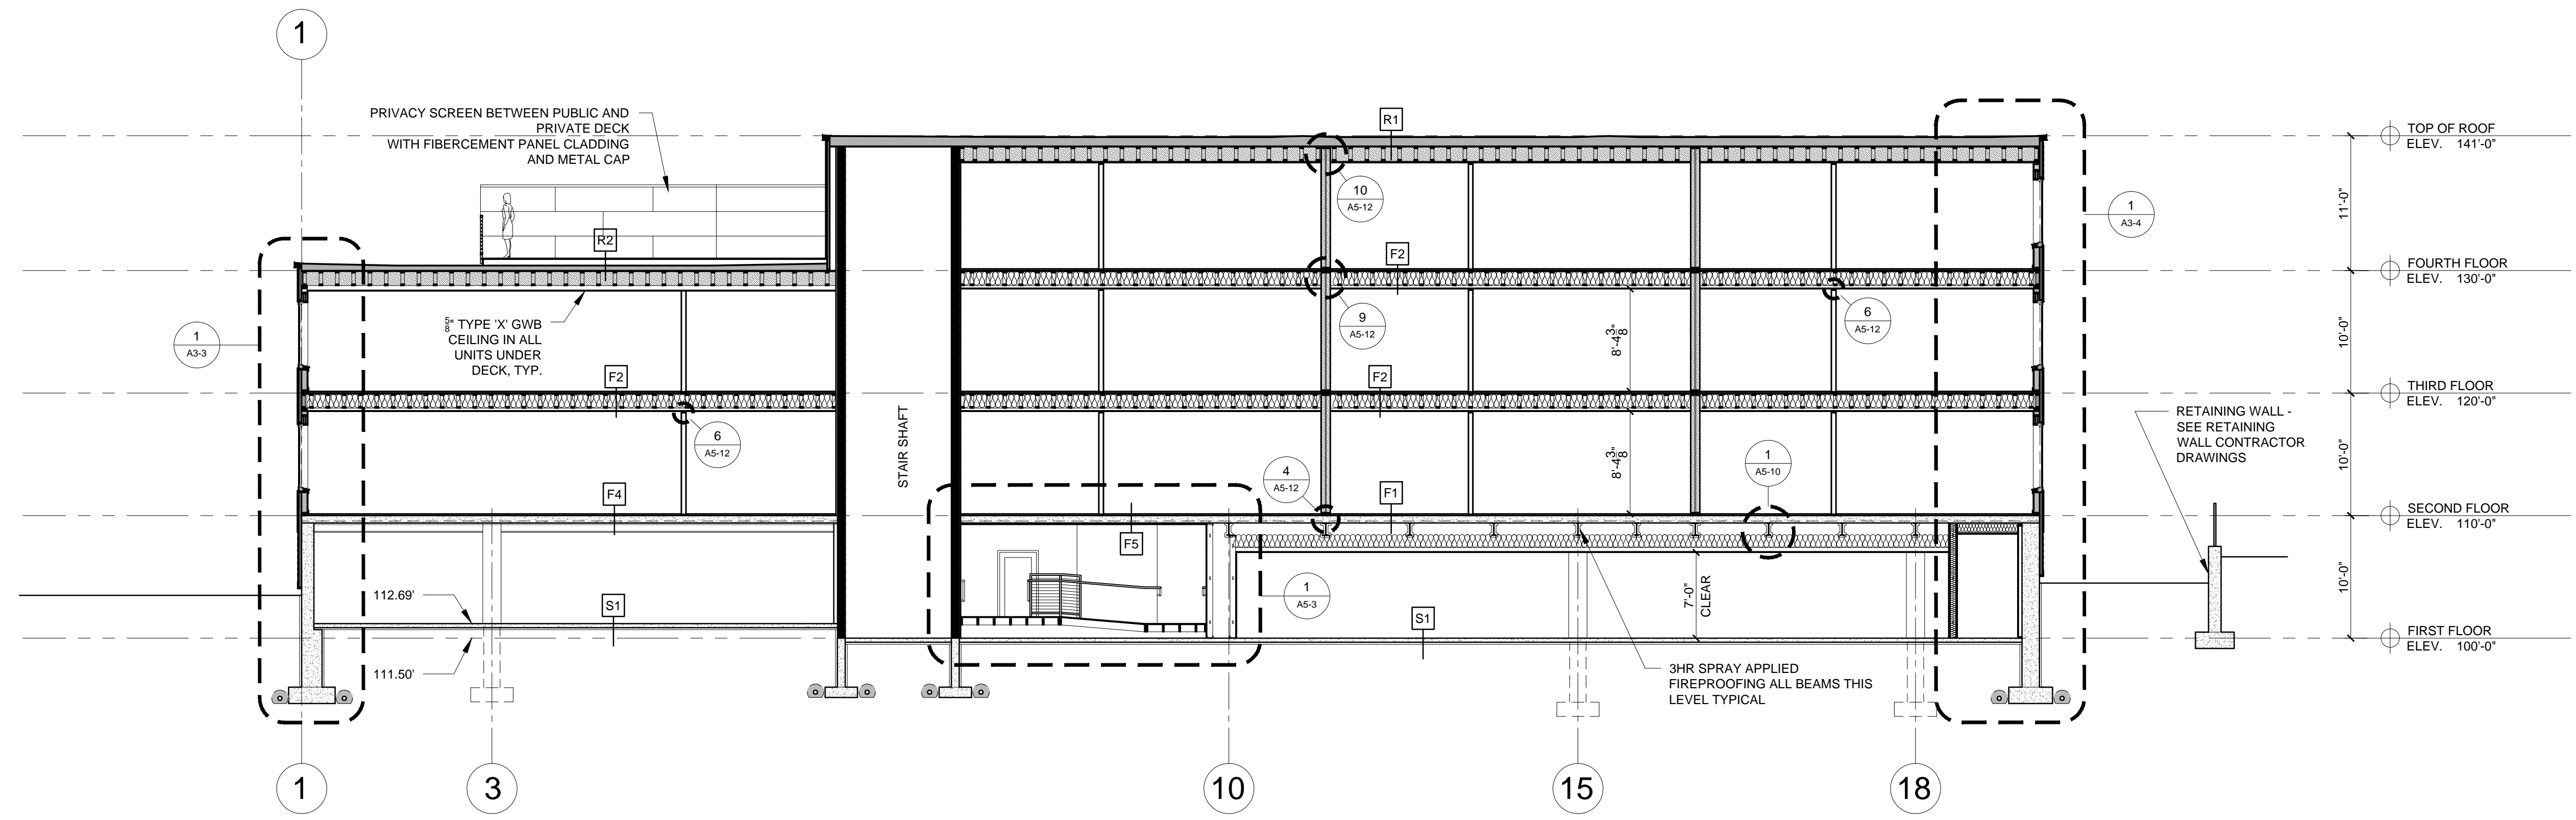 1
PRIVACY SCREEN BETWEEN PUBLIC AND
PRIVATE DECK
WITH FIBERCEMENT PANEL CLADDING
AND METAL CAP
R1
TOP OF ROOF
ELEV. 141'-0"
10
A5-12
1
A3-4
11'-0"
R2
F2
FOURTH FLOOR
ELEV. 130'-0"
1
A3-3
5/8" TYPE 'X' GWB
CEILING IN ALL
UNITS UNDER
DECK, TYP.
9
A5-12
8'-4 3/8"
6
A5-12
10'-0"
F2
F2
THIRD FLOOR
ELEV. 120'-0"
6
A5-12
STAIR SHAFT
8'-4 3/8"
1
A5-10
4
A5-12
RETAINING WALL -
SEE RETAINING
WALL CONTRACTOR
DRAWINGS
10'-0"
F4
F1
SECOND FLOOR
ELEV. 110'-0"
F5
112.69'
S1
1
A5-3
7'-0"
CLEAR
S1
10'-0"
FIRST FLOOR
ELEV. 100'-0"
111.50'
3HR SPRAY APPLIED
FIREPROOFING ALL BEAMS THIS
LEVEL TYPICAL
1
3
10
15
18